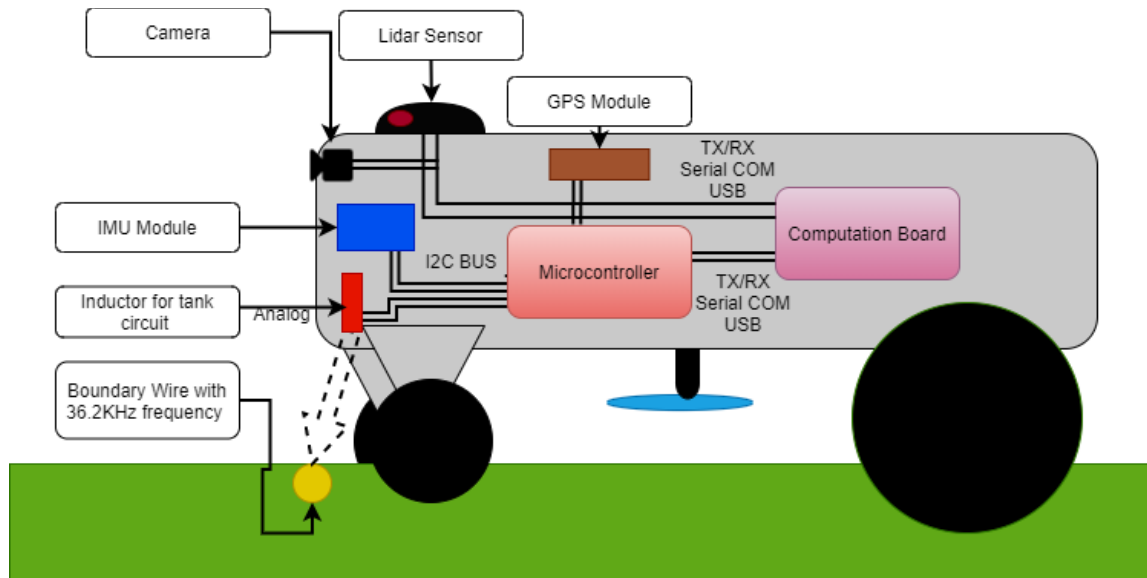 Camera
Lidar Sensor
GPS Module
TX/RX
Serial COM
USB
IMU Module
Computation Board
I2C BUS
Microcontroller
TX/RX
Serial COM
USB
Inductor for tank
circuit
Analog
Boundary Wire with
36.2KHz frequency